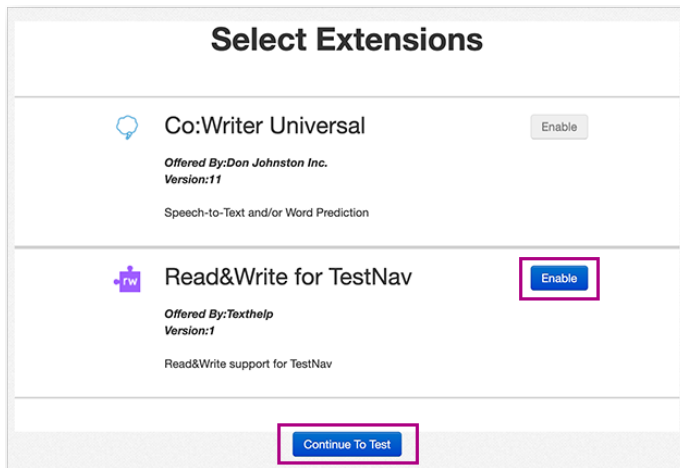 Select Extensions
Co:Writer Universal
Enable
Offered By:Don Johnston Inc.
Version:11
Speech-to-Text and/or Word Prediction
rw
Read&Write for TestNav
Enable
Offered By:Texthelp
Version:1
Read&Write support for TestNav
Continue To Test